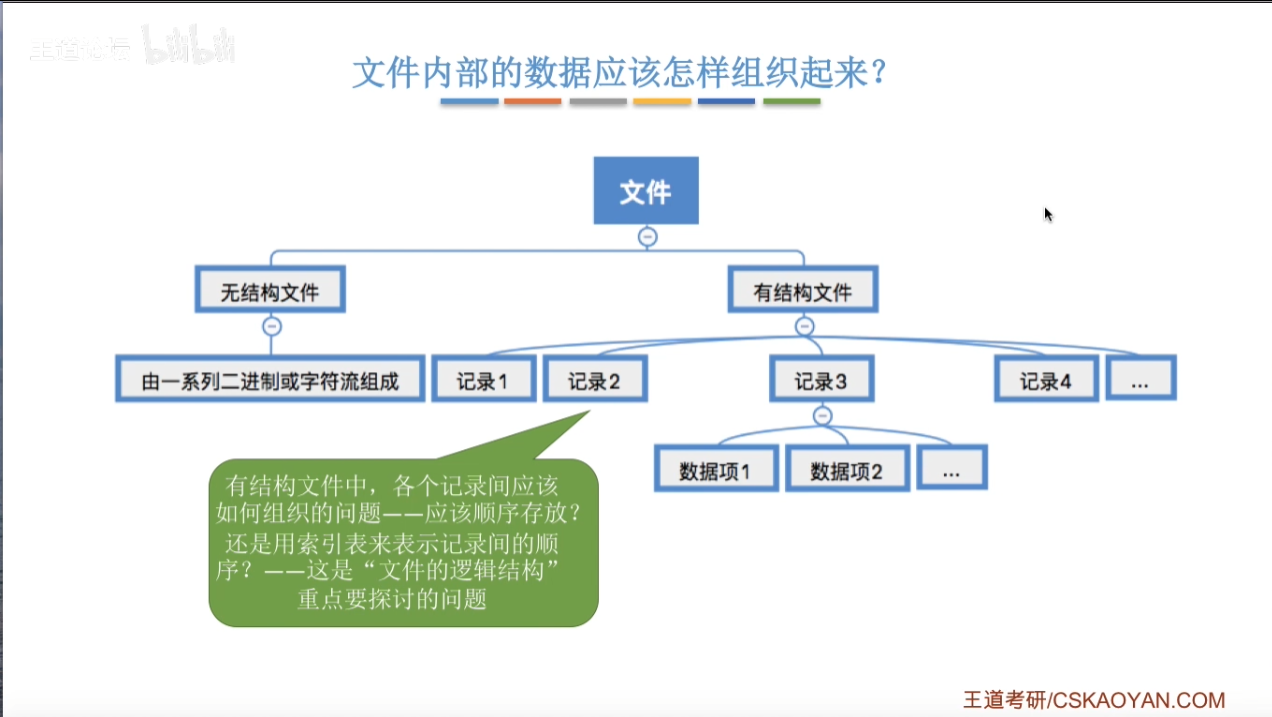 王道论坛 bilibili
文件内部的数据应该怎样组织起来？
文件
无结构文件
有结构文件
由一系列二进制或字符流组成
记录1
记录2
记录3
记录4
...
数据项1
数据项2
...
有结构文件中，各个记录间应该
如何组织的问题——应该顺序存放？
还是用索引表来表示记录间的顺
序？——这是“文件的逻辑结构”
重点要探讨的问题
王道考研/CSKAOYAN.COM